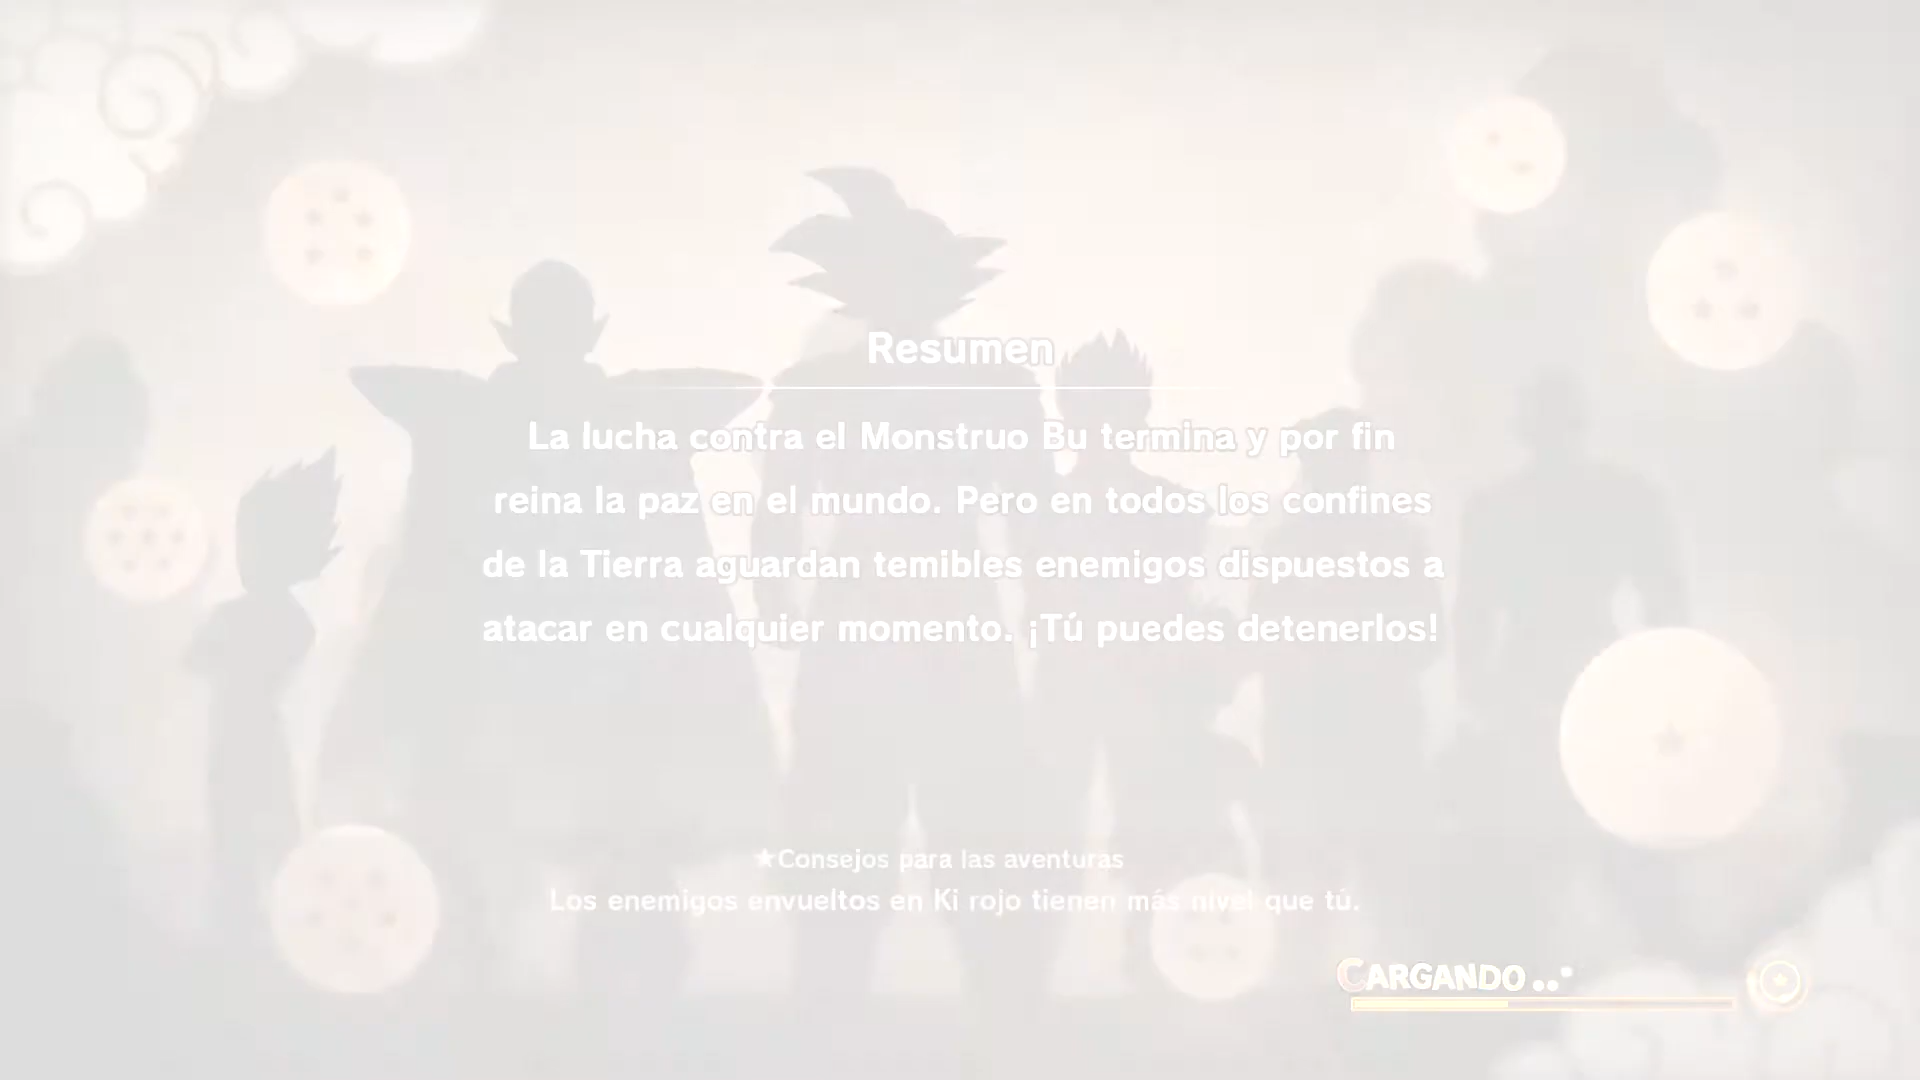 Resumen
La lucha contra el Monstruo Bu termina y por fin
reina la paz en el mundo. Pero en todos los confines
de la Tierra aguardan temibles enemigos dispuestos a
atacar en cualquier momento. ¡Tú puedes detenerlos!
★Consejos para las aventuras
Los enemigos envueltos en Ki rojo tienen más nivel que tú.
CARGANDO...